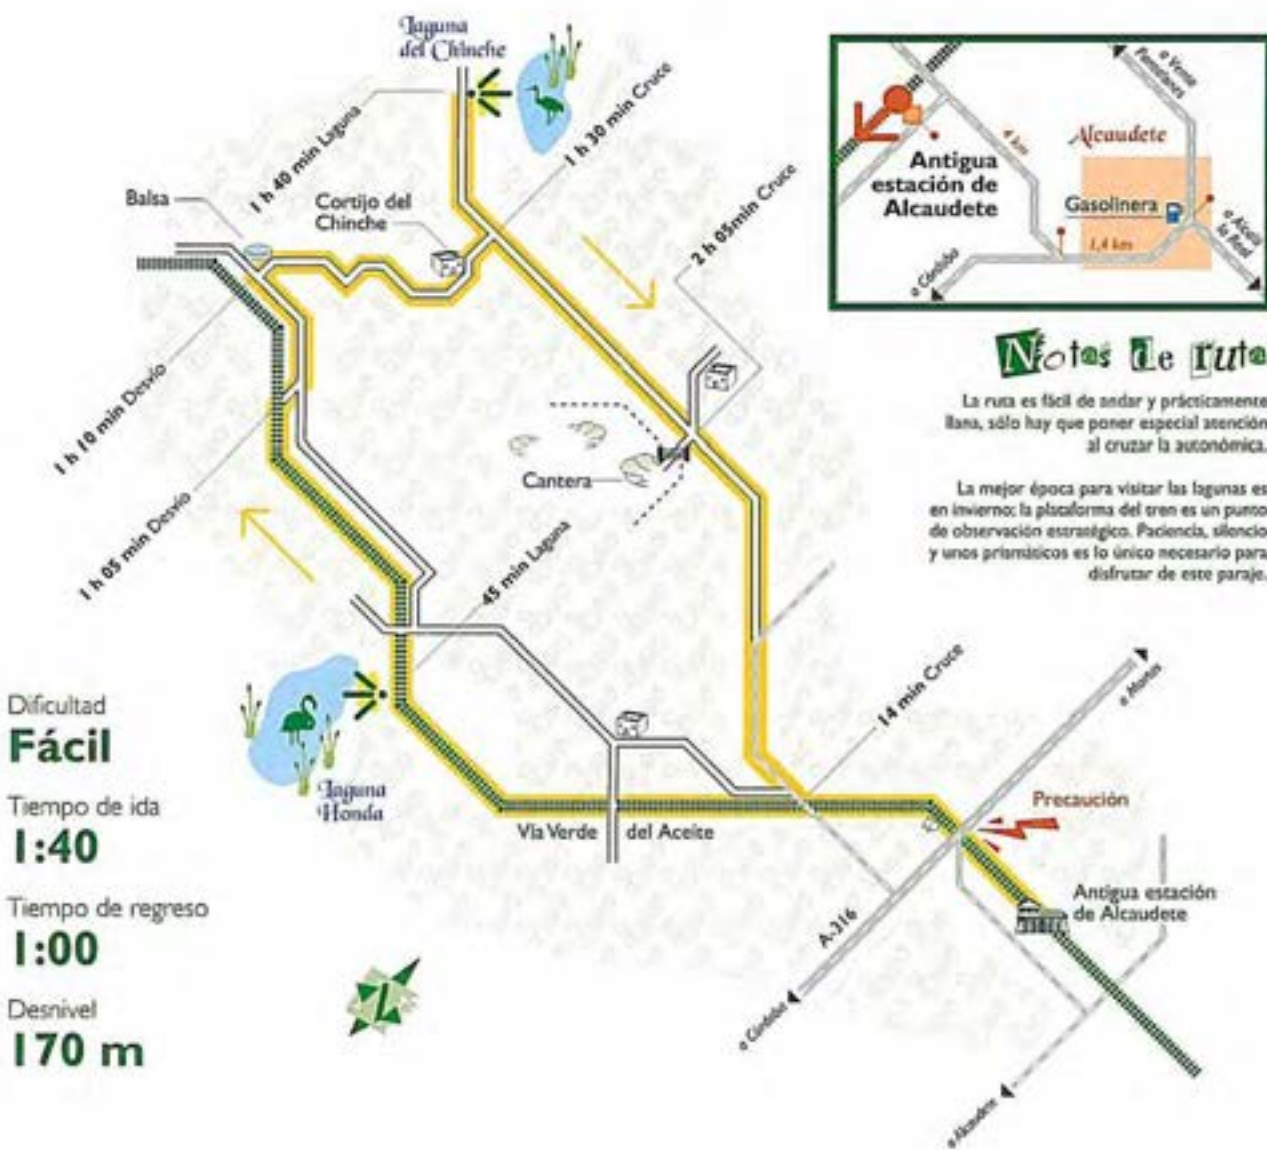 Laguna
del Chinche
1 h 40 min Laguna
1 h 30 min Cruce
2 h 05min Cruce
Balsa
Cortijo del
Chinche
1 h 10 min Desvío
1 h 05 min Desvío
Cantera
45 min Laguna
14 min Cruce
Laguna
Honda
Vía Verde del Aceite
Precaución
a Martos
Antigua estación
de Alcaudete
A-316
a Córdoba
a Alcaudete
Dificultad
Fácil
Tiempo de ida
1:40
Tiempo de regreso
1:00
Desnivel
170 m
a Venta
Pantalones
4 km
Alcaudete
Antigua
estación de
Alcaudete
Gasolinera
1,4 km
a Alcalá
la Real
a Córdoba
Notas de ruta
La ruta es fácil de andar y prácticamente
llana, sólo hay que poner especial atención
al cruzar la autonómica.
La mejor época para visitar las lagunas es
en invierno; la plataforma del tren es un punto
de observación estratégico. Paciencia, silencio
y unos prismáticos es lo único necesario para
disfrutar de este paraje.